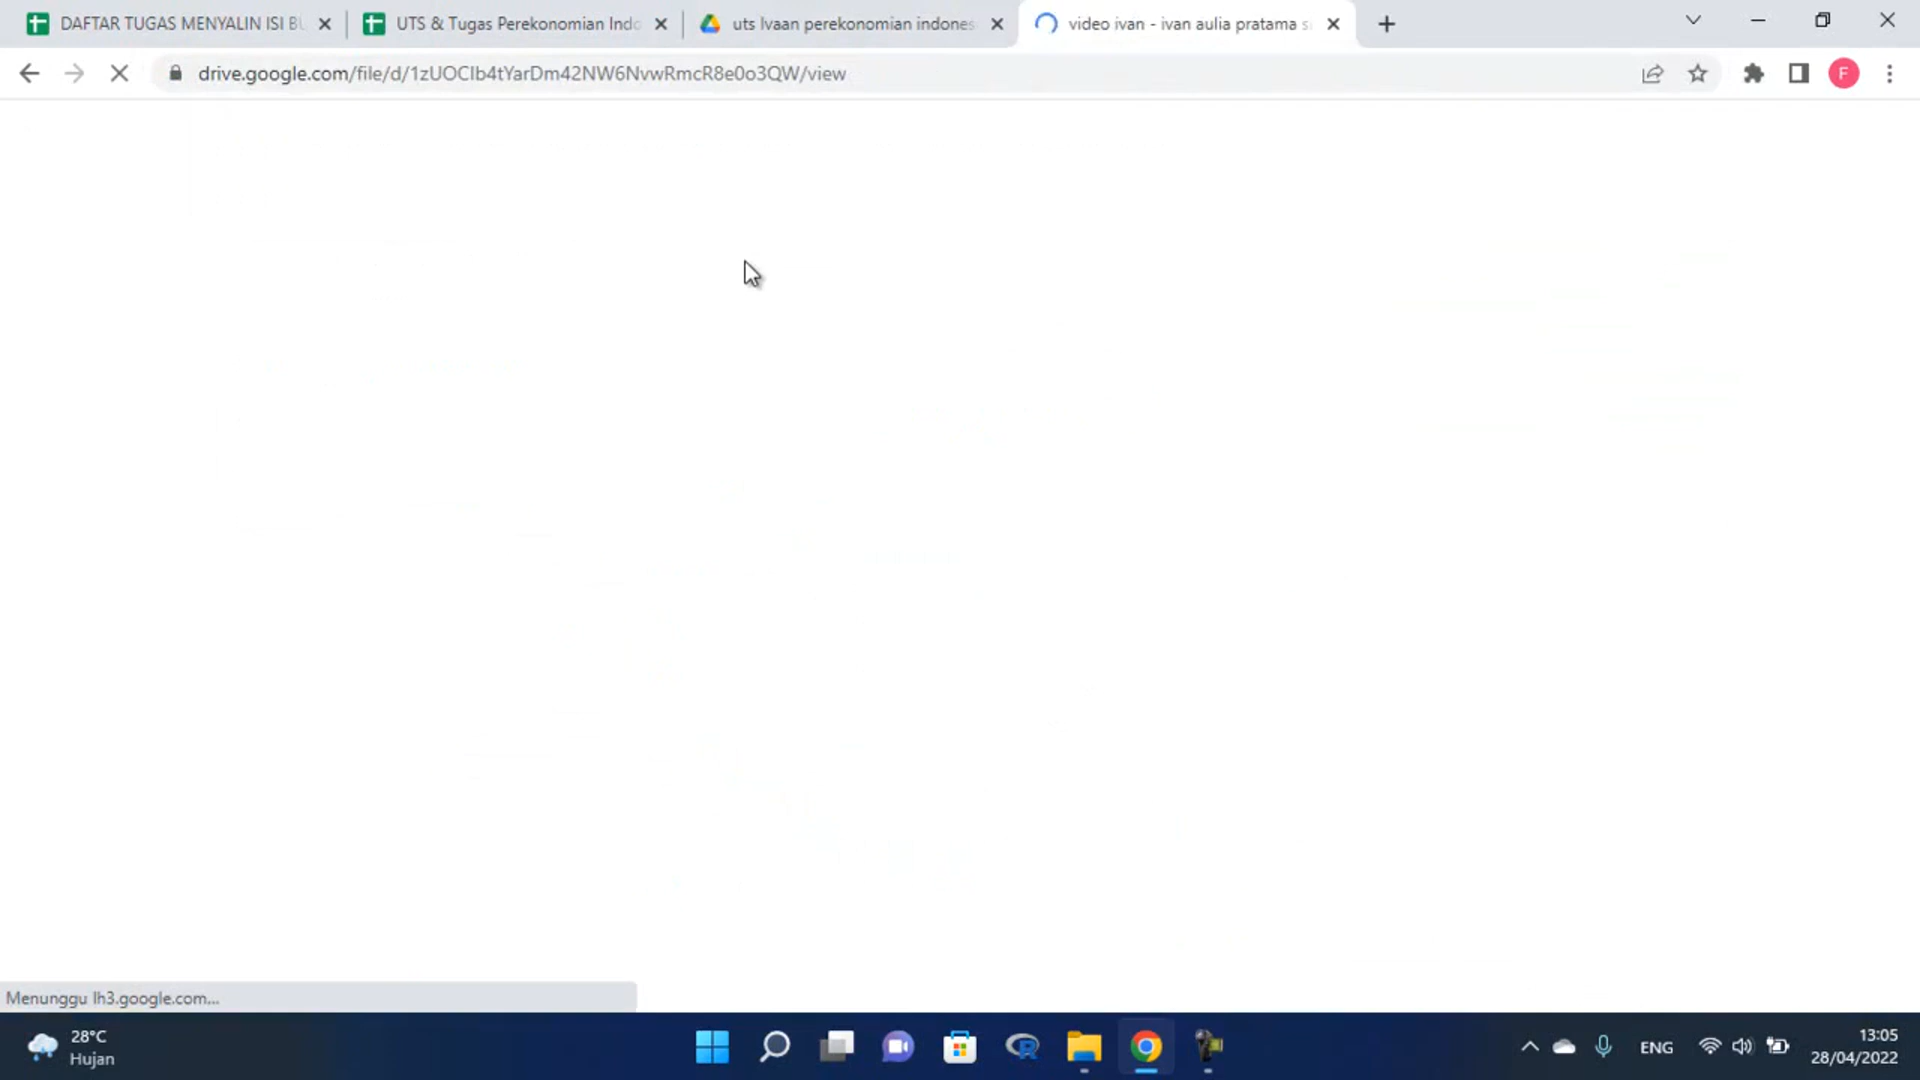 DAFTAR TUGAS MENYALIN ISI BU
UTS & Tugas Perekonomian Indo
uts Ivaan perekonomian indones
video ivan - ivan aulia pratama s
drive.google.com/file/d/1zUOCIb4tYarDm42NW6NvwRmcR8e0o3QW/view
F
Menunggu lh3.google.com...
28°C
Hujan
ENG
13:05
28/04/2022